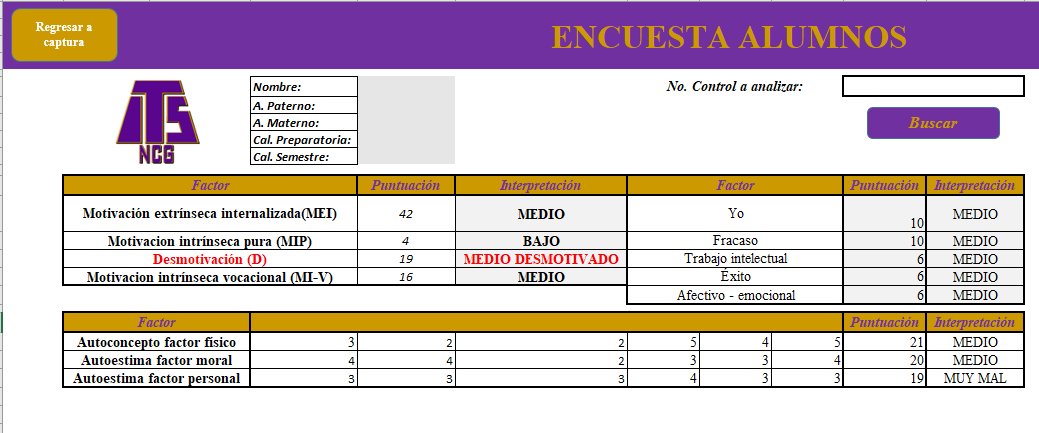 Regresar a
captura
ENCUESTA ALUMNOS
ITS
NCG
Nombre:
A. Paterno:
A. Materno:
Cal. Preparatoria:
Cal. Semestre:
No. Control a analizar:
Buscar
Factor Puntuación Interpretación Factor Puntuación Interpretación
Motivación extrínseca internalizada(MEI) 42 MEDIO Yo 10 MEDIO
Motivacion intrínseca pura (MIP) 4 BAJO Fracaso 10 MEDIO
Desmotivación (D) 19 MEDIO DESMOTIVADO Trabajo intelectual 6 MEDIO
Motivacion intrínseca vocacional (MI-V) 16 MEDIO Éxito 6 MEDIO
Afectivo - emocional 6 MEDIO
Factor Puntuación Interpretación
Autoconcepto factor físico 3 2 2 5 4 5 21 MEDIO
Autoestima factor moral 4 4 2 3 3 4 20 MEDIO
Autoestima factor personal 3 3 3 4 3 3 19 MUY MAL